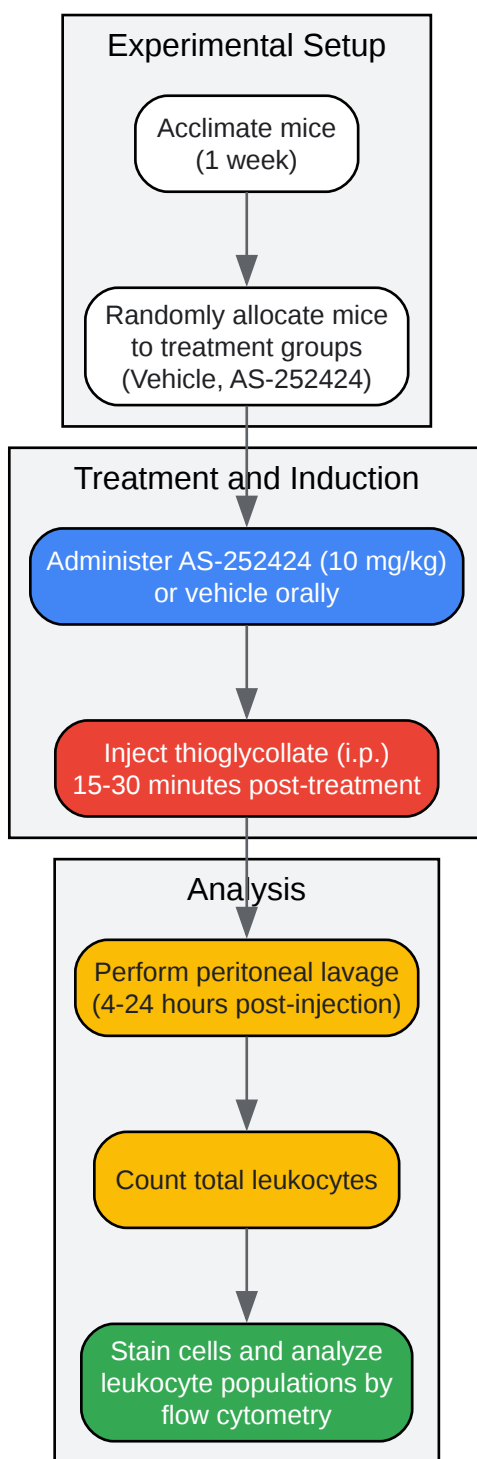 Experimental Setup
Acclimate mice
(1 week)
Randomly allocate mice
to treatment groups
(Vehicle, AS-252424)
Treatment and Induction
Administer AS-252424 (10 mg/kg)
or vehicle orally
Inject thioglycollate (i.p.)
15-30 minutes post-treatment
Analysis
Perform peritoneal lavage
(4-24 hours post-injection)
Count total leukocytes
Stain cells and analyze
leukocyte populations by
flow cytometry